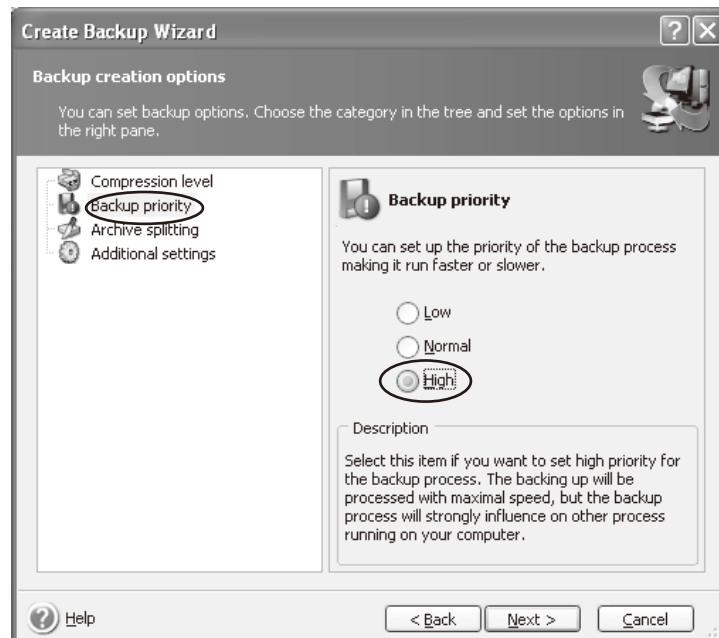 Create Backup Wizard
Backup creation options
You can set backup options. Choose the category in the tree and set the options in
the right pane.
Compression level
Backup priority
Archive splitting
Additional settings
Backup priority
You can set up the priority of the backup process
making it run faster or slower.
Low
Normal
High
Description
Select this item if you want to set high priority for
the backup process. The backing up will be
processed with maximal speed, but the backup
process will strongly influence on other process
running on your computer.
Help
< Back
Next >
Cancel